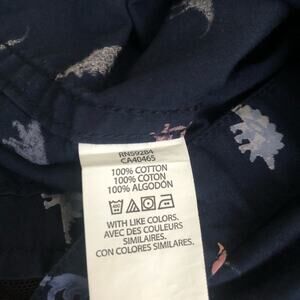 RN59284
CA40465
100% COTTON
100% COTON
100% ALGODÓN
WITH LIKE COLORS.
AVEC DES COULEURS
SIMILAIRES.
CON COLORES SIMILARES.